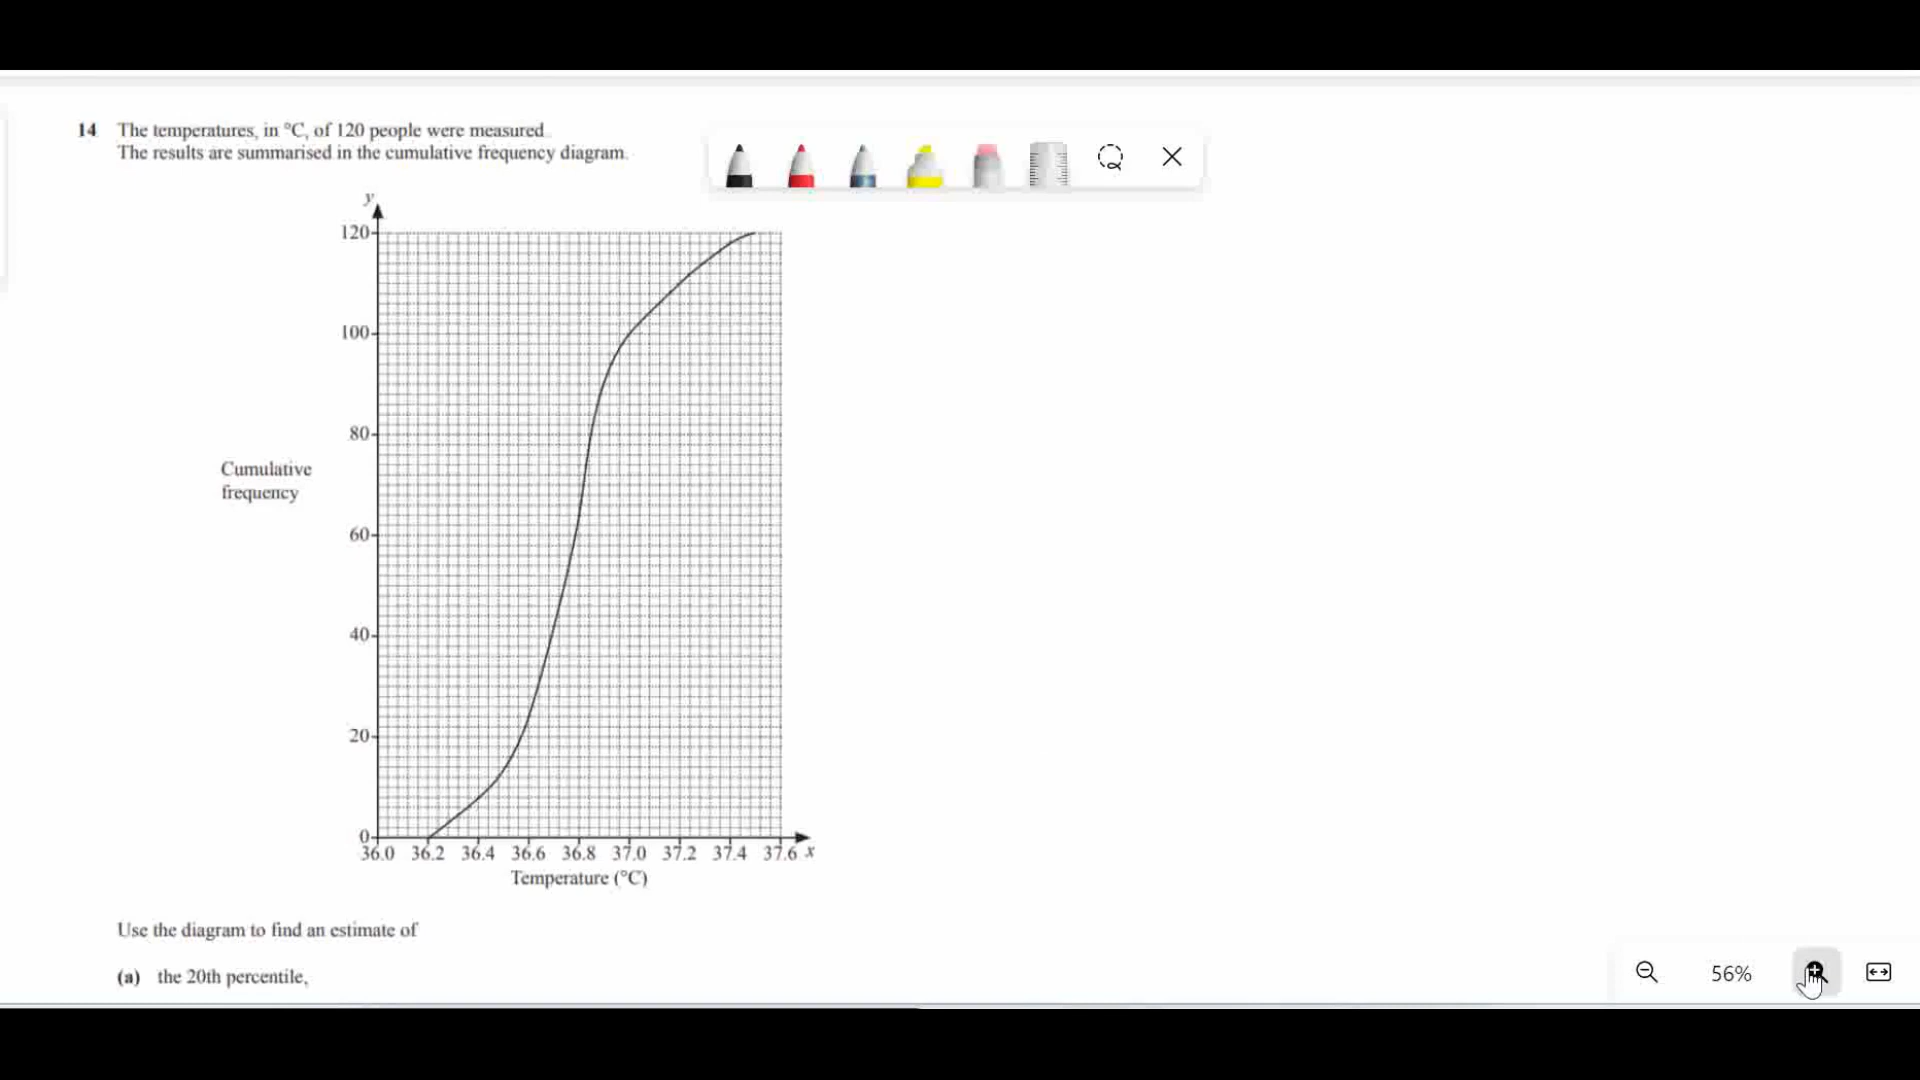 14 The temperatures, in °C, of 120 people were measured.
The results are summarised in the cumulative frequency diagram.
y
120
100
80
Cumulative
frequency
60
40
20
0
36.0 36.2 36.4 36.6 36.8 37.0 37.2 37.4 37.6 x
Temperature (°C)
Use the diagram to find an estimate of
(a) the 20th percentile,
56%